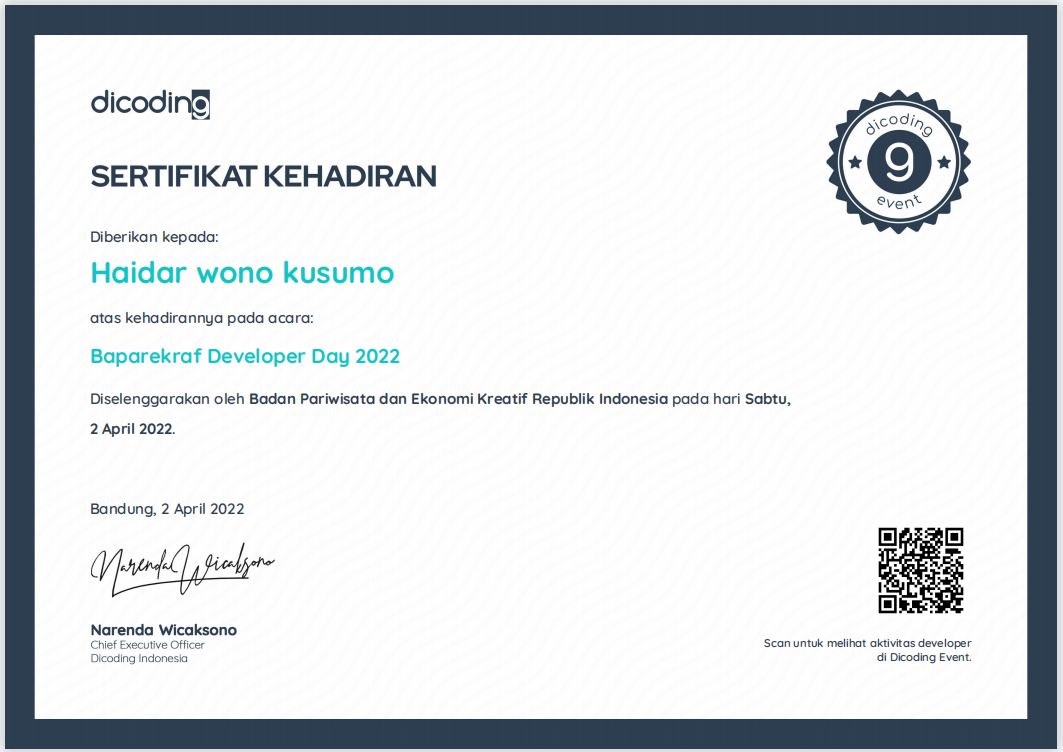 dicoding
SERTIFIKAT KEHADIRAN
Diberikan kepada:
Haidar wono kusumo
atas kehadirannya pada acara:
Baparekraf Developer Day 2022
Diselenggarakan oleh Badan Pariwisata dan Ekonomi Kreatif Republik Indonesia pada hari Sabtu,
2 April 2022.
Bandung, 2 April 2022
Narenda Wicaksono
Narenda Wicaksono
Chief Executive Officer
Dicoding Indonesia
dicoding
g
event
Scan untuk melihat aktivitas developer
di Dicoding Event.